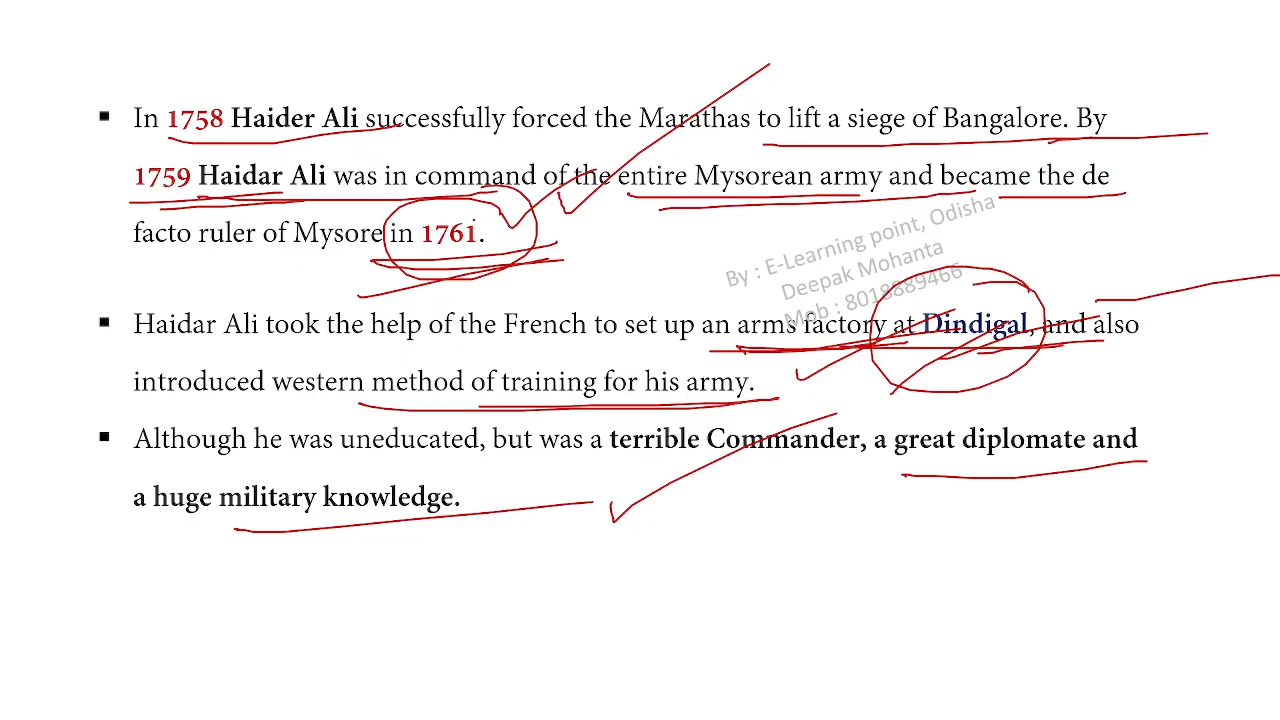 ▪ In 1758 Haider Ali successfully forced the Marathas to lift a siege of Bangalore. By
1759 Haidar Ali was in command of the entire Mysorean army and became the de
facto ruler of Mysore in 1761.
By : E-Learning point, Odisha
Deepak Mohanta
Mob : 8018889466
▪ Haidar Ali took the help of the French to set up an arms factory at Dindigal, and also
introduced western method of training for his army.
▪ Although he was uneducated, but was a terrible Commander, a great diplomate and
a huge military knowledge.